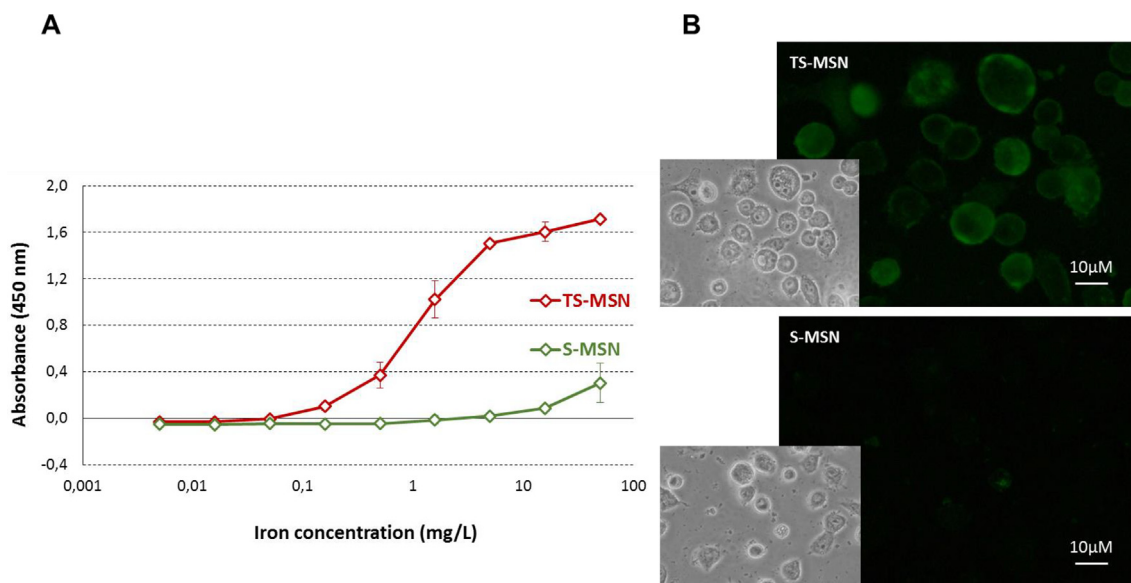 A
2,0
1,6
1,2
0,8
0,4
0,0
-0,4
Absorbance (450 nm)
0,001
0,01
0,1
1
10
100
Iron concentration (mg/L)
TS-MSN
S-MSN
B
TS-MSN
10µM
S-MSN
10µM